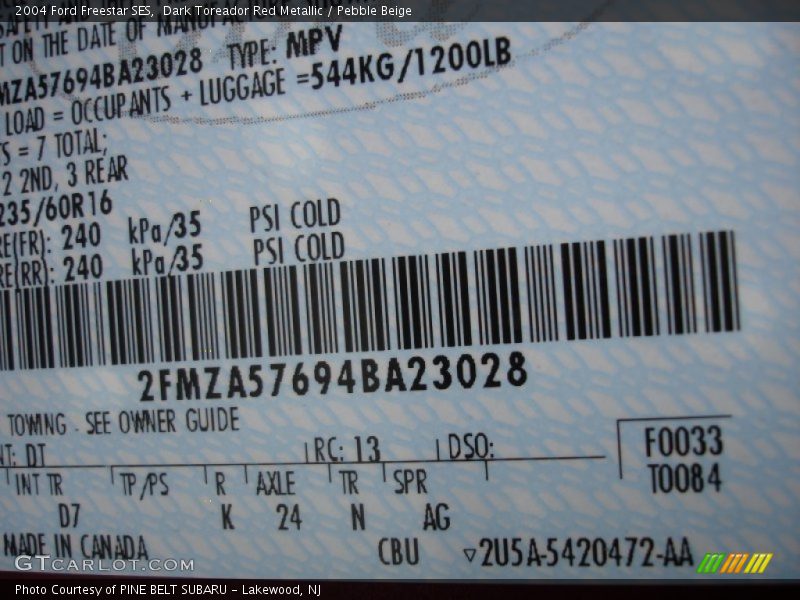 2004 Ford Freestar SES, Dark Toreador Red Metallic / Pebble Beige
SAFETY AND
T ON THE DATE OF MANUFACTURE
MZA57694BA23028 TYPE: MPV
LOAD = OCCUPANTS + LUGGAGE =544KG/1200LB
S = 7 TOTAL;
2 2ND, 3 REAR
235/60R16
RE(FR): 240 kPa/35 PSI COLD
RE(RR): 240 kPa/35 PSI COLD
2FMZA57694BA23028
TOWING - SEE OWNER GUIDE
NT: DT RC: 13 DSO:
F0033
T0084
INT TR TP/PS R AXLE TR SPR
D7 K 24 N AG
MADE IN CANADA
CBU ▽2U5A-5420472-AA
GTCARLOT.COM
Photo Courtesy of PINE BELT SUBARU - Lakewood, NJ